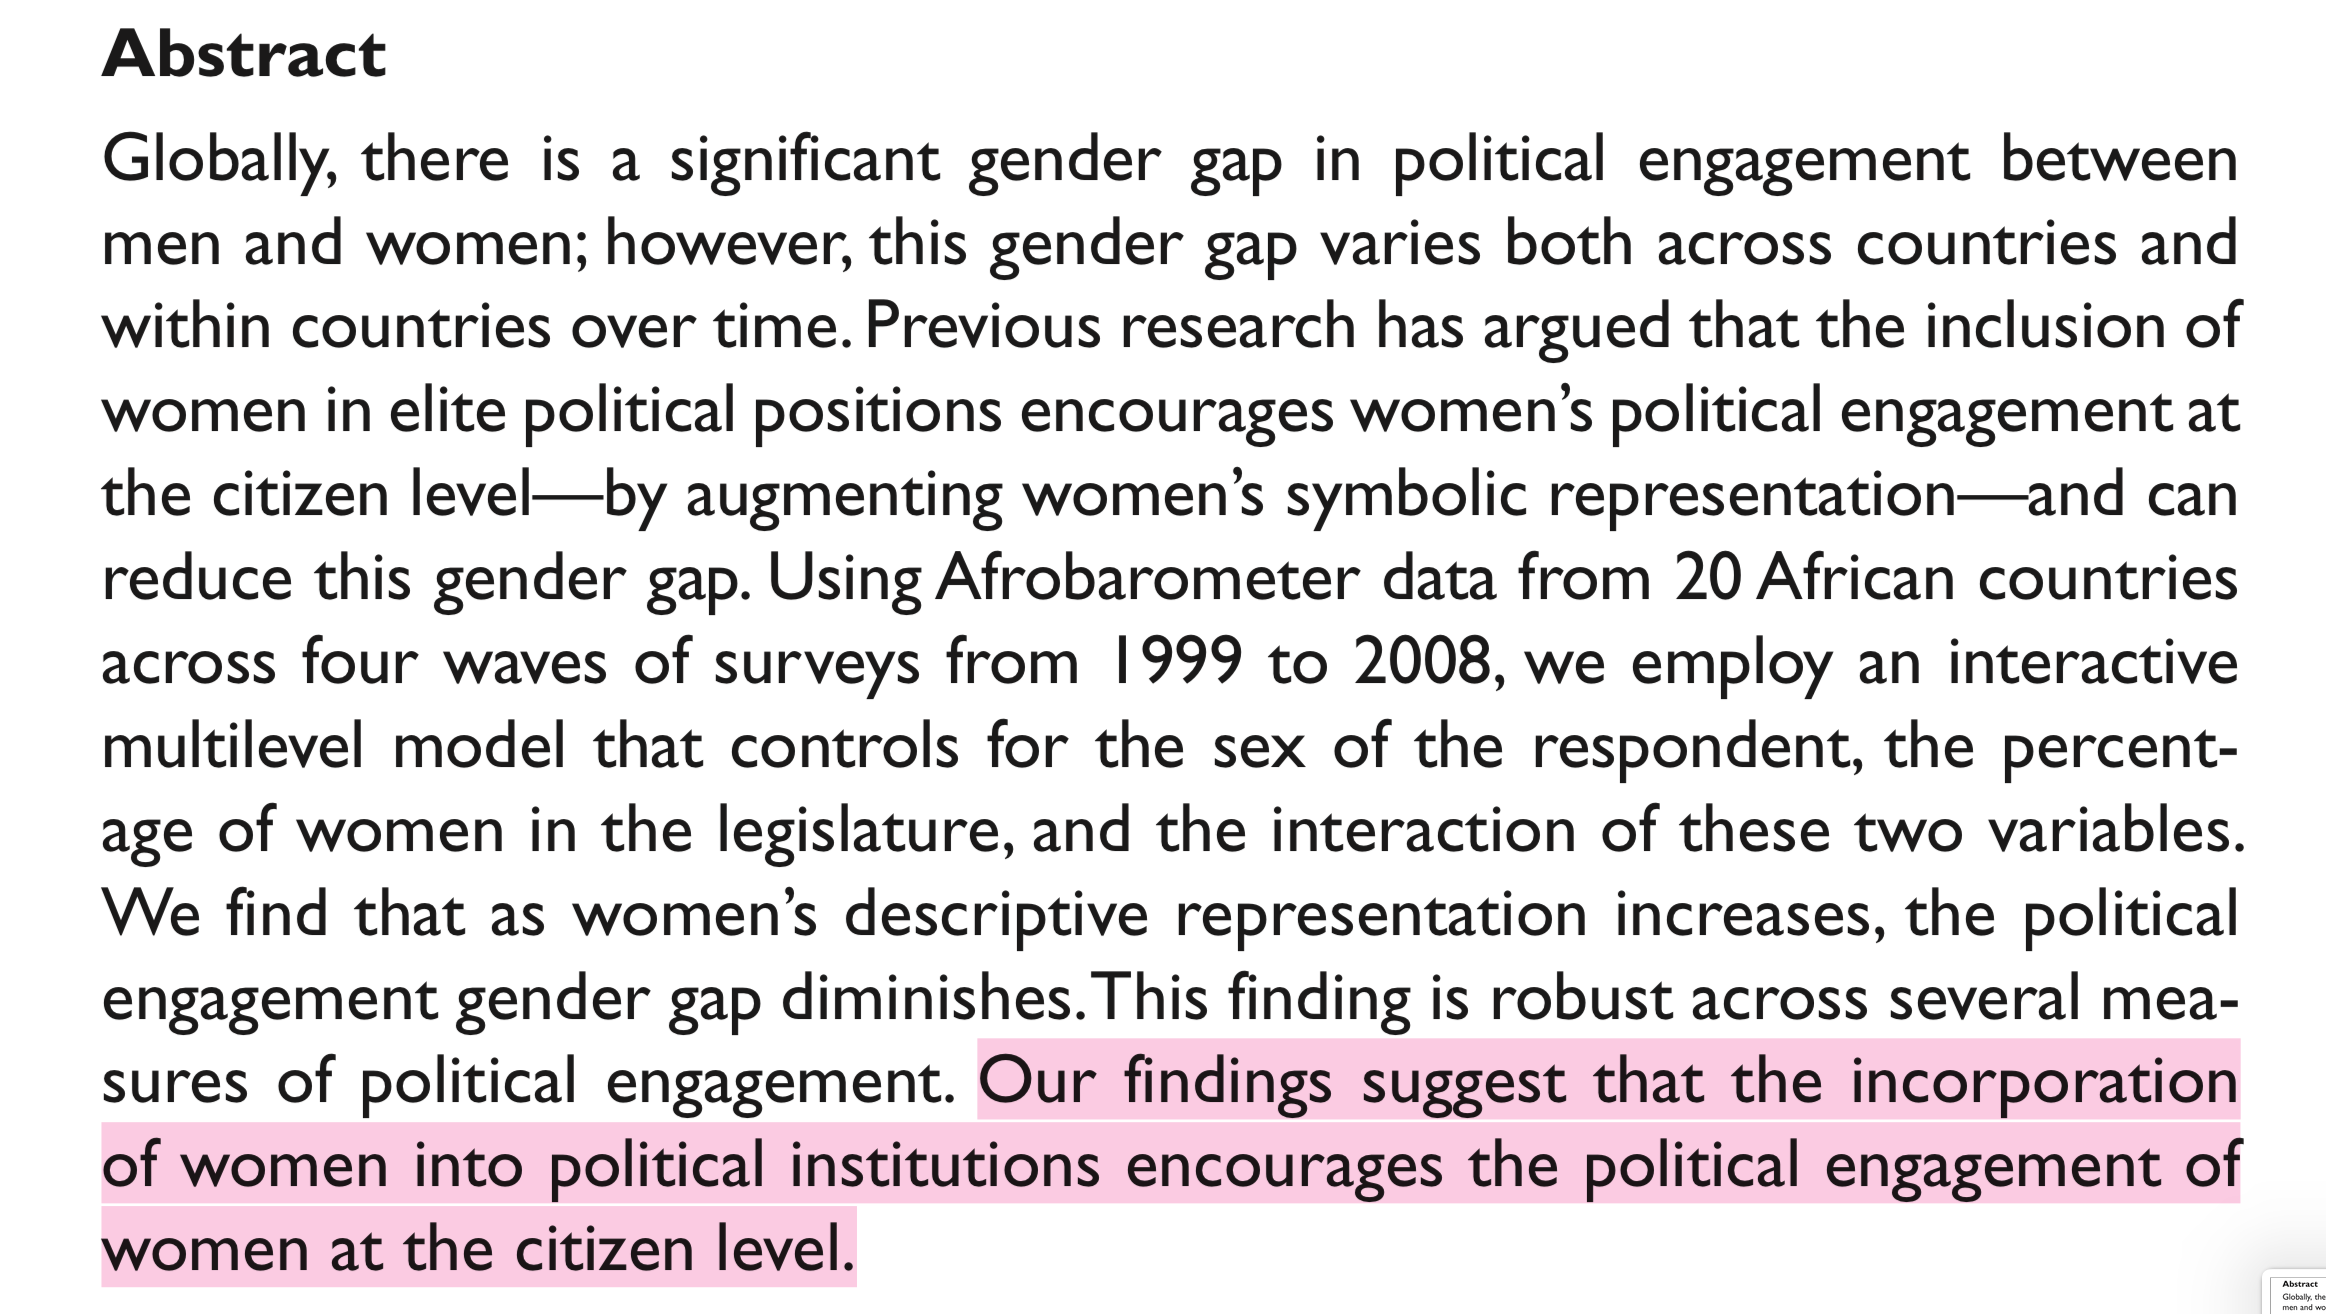 Abstract
Globally, there is a significant gender gap in political engagement between
men and women; however, this gender gap varies both across countries and
within countries over time. Previous research has argued that the inclusion of
women in elite political positions encourages women’s political engagement at
the citizen level—by augmenting women’s symbolic representation—and can
reduce this gender gap. Using Afrobarometer data from 20 African countries
across four waves of surveys from 1999 to 2008, we employ an interactive
multilevel model that controls for the sex of the respondent, the percent-
age of women in the legislature, and the interaction of these two variables.
We find that as women’s descriptive representation increases, the political
engagement gender gap diminishes. This finding is robust across several mea-
sures of political engagement. Our findings suggest that the incorporation
of women into political institutions encourages the political engagement of
women at the citizen level.
Abstract
Globally, the
men and wo